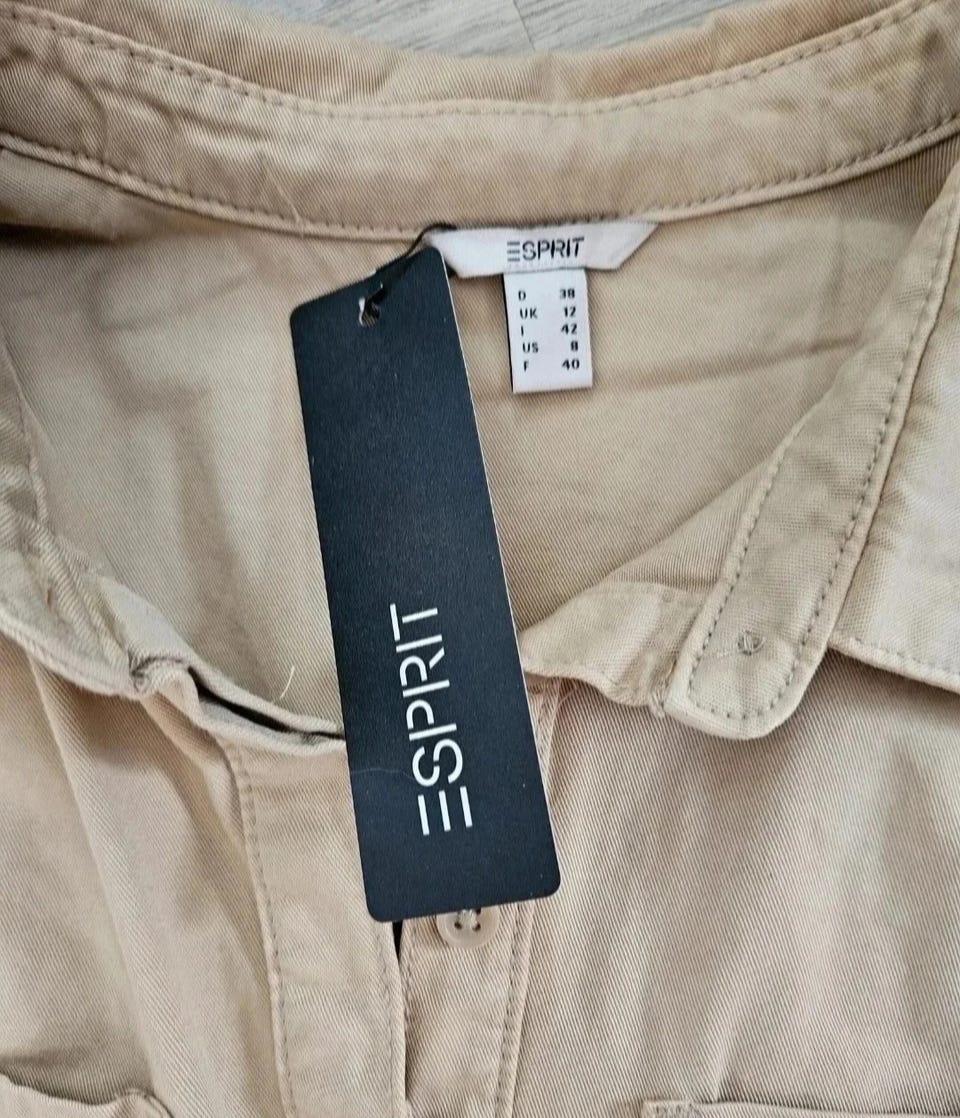 ESPRIT
D 38
UK 12
I 42
US 8
F 40
ESPRIT